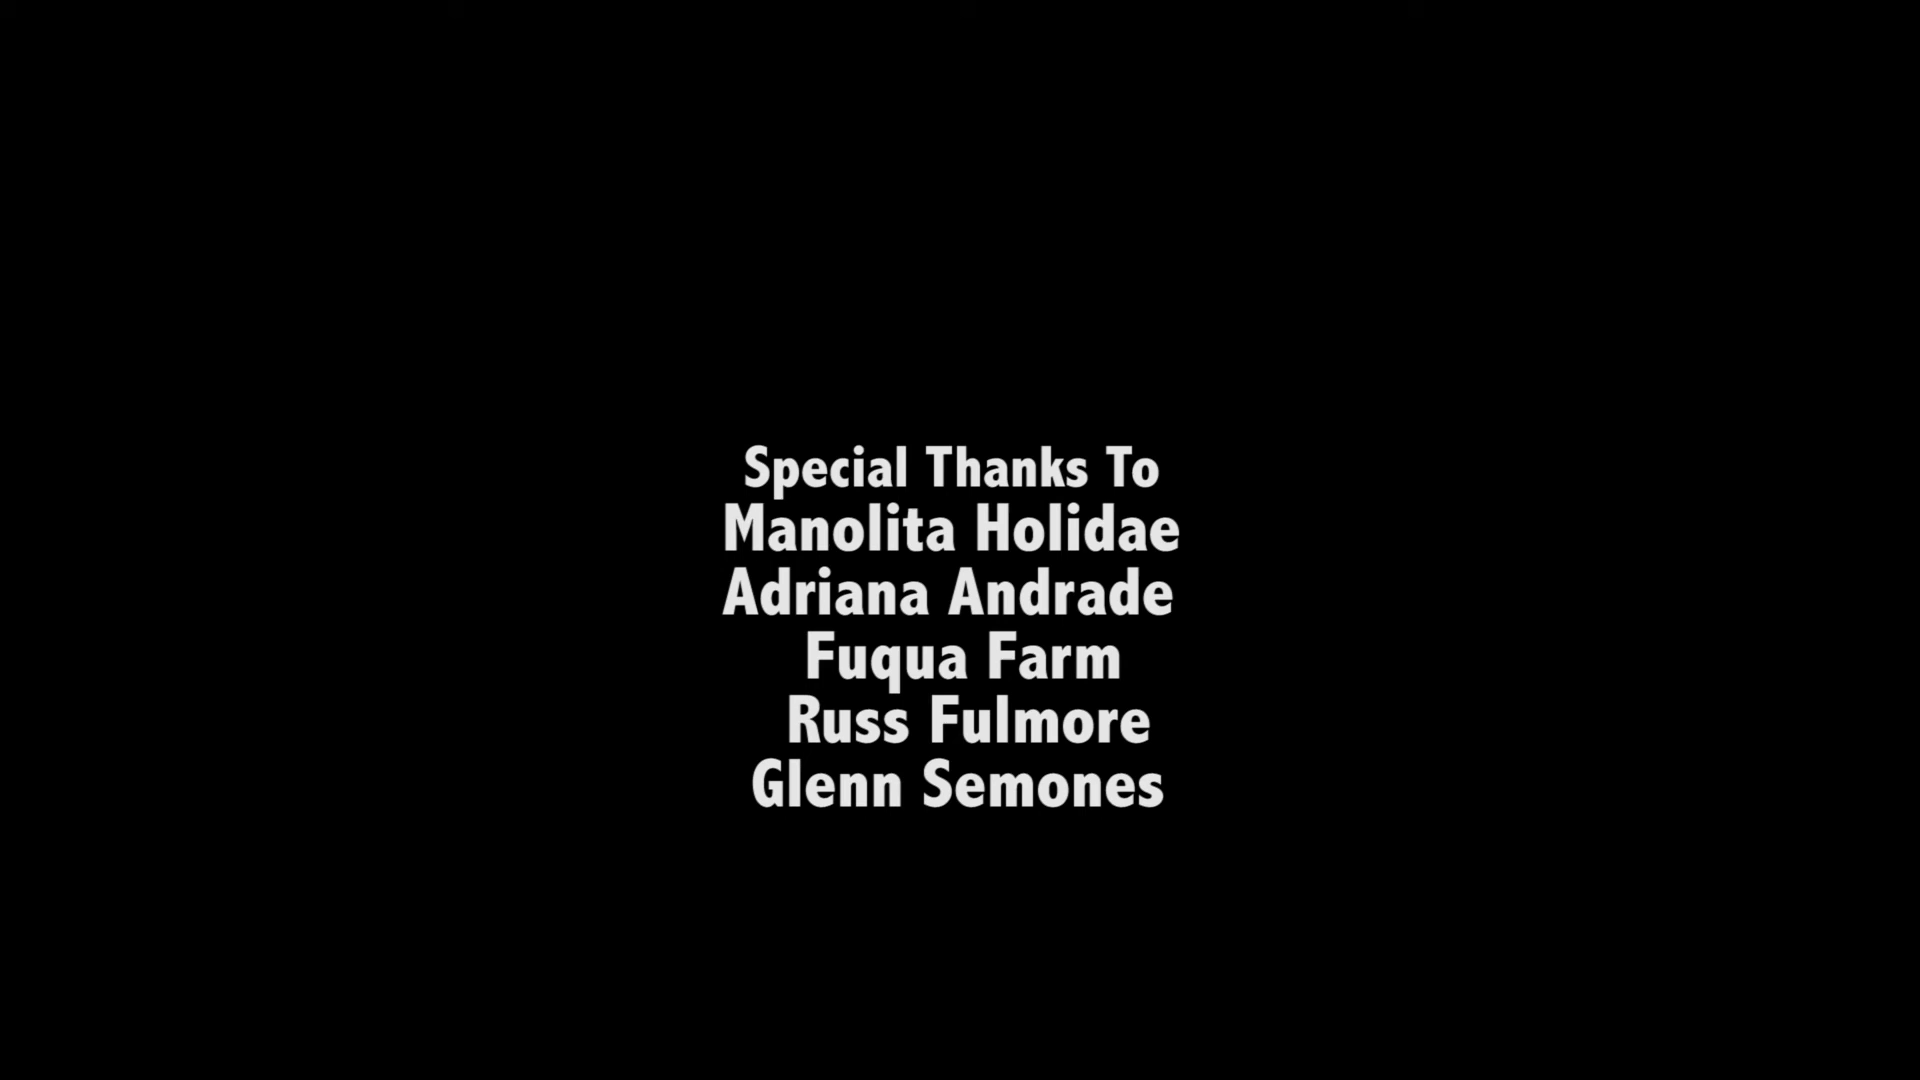 Special Thanks To
Manolita Holidae
Adriana Andrade
Fuqua Farm
Russ Fulmore
Glenn Semones